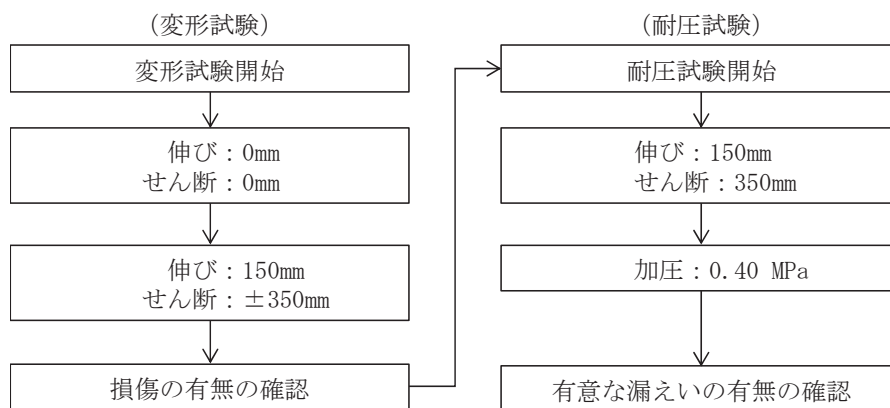 (変形試験)
変形試験開始
伸び：0mm
せん断：0mm
伸び：150mm
せん断：±350mm
損傷の有無の確認
(耐圧試験)
耐圧試験開始
伸び：150mm
せん断：350mm
加圧：0.40 MPa
有意な漏えいの有無の確認